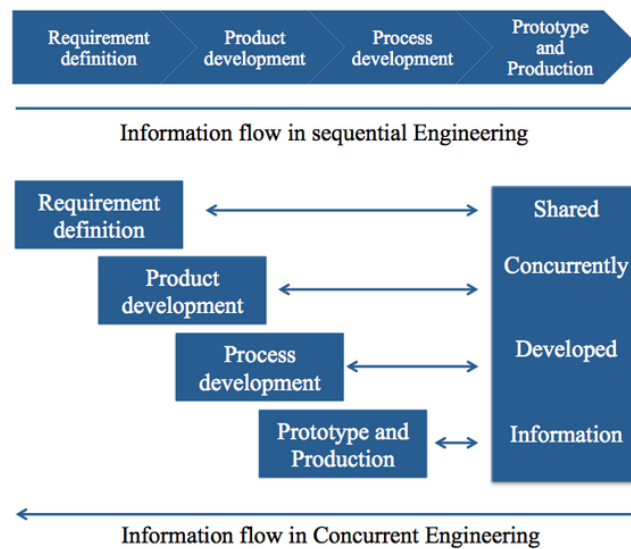 Requirement
definition
Product
development
Process
development
Prototype
and
Production
Information flow in sequential Engineering
Requirement
definition
Shared
Product
development
Concurrently
Process
development
Developed
Prototype and
Production
Information
Information flow in Concurrent Engineering